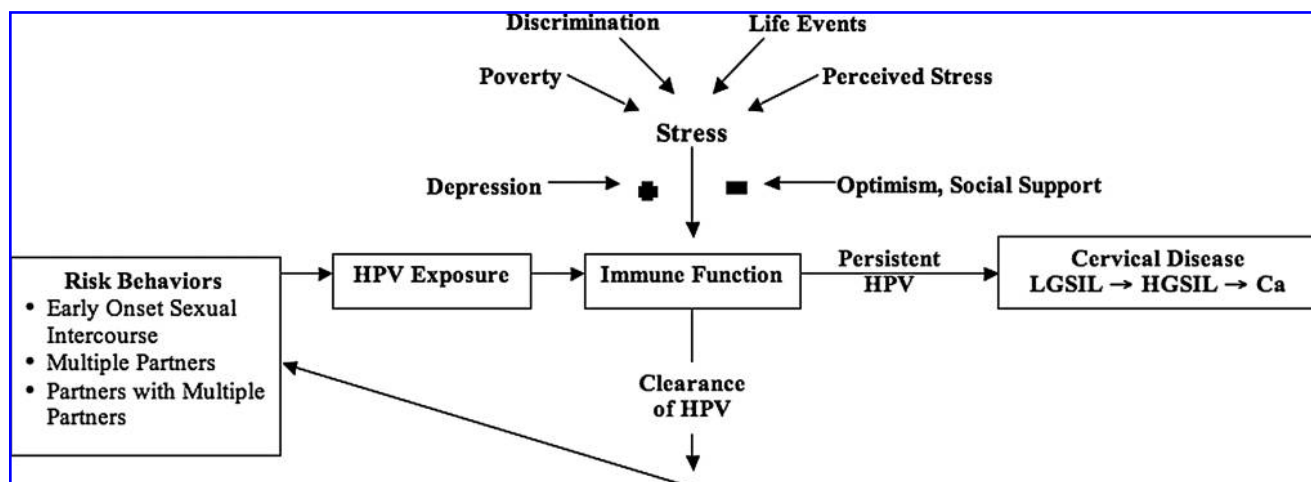 Discrimination
Life Events
Poverty
Perceived Stress
Stress
Depression
Optimism, Social Support
Risk Behaviors
• Early Onset Sexual
Intercourse
• Multiple Partners
• Partners with Multiple
Partners
HPV Exposure
Immune Function
Persistent
HPV
Cervical Disease
LGSIL → HGSIL → Ca
Clearance
of HPV